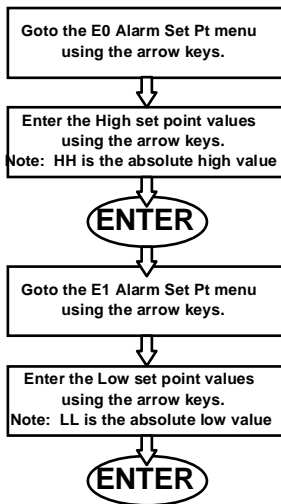 Goto the E0 Alarm Set Pt menu
using the arrow keys.
Enter the High set point values
using the arrow keys.
Note: HH is the absolute high value
ENTER
Goto the E1 Alarm Set Pt menu
using the arrow keys.
Enter the Low set point values
using the arrow keys.
Note: LL is the absolute low value
ENTER